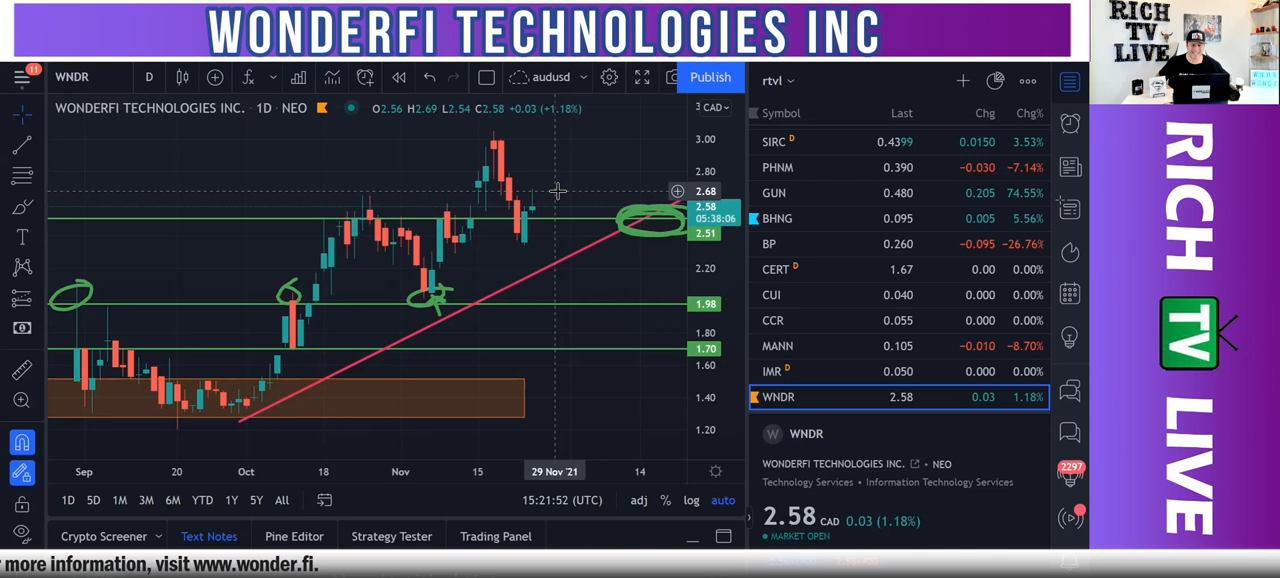 WONDERFI TECHNOLOGIES INC
RICH
TV
LIVE
11
WNDR
D
audusd
Publish
WONDERFI TECHNOLOGIES INC. · 1D · NEO
O2.56 H2.69 L2.54 C2.58 +0.03 (+1.18%)
3 CAD
3.00
2.80
2.68
2.58
05:38:06
2.51
2.20
1.98
1.80
1.70
1.60
1.40
1.20
Sep
20
Oct
18
Nov
15
29 Nov '21
14
1D 5D 1M 3M 6M YTD 1Y 5Y All
15:21:52 (UTC)
adj % log auto
Crypto Screener
Text Notes
Pine Editor
Strategy Tester
Trading Panel
rtvl
Symbol Last Chg Chg%
SIRC D 0.4399 0.0150 3.53%
PHNM 0.390 −0.030 −7.14%
GUN 0.480 0.205 74.55%
BHNG 0.095 0.005 5.56%
BP 0.260 −0.095 −26.76%
CERT D 1.67 0.00 0.00%
CUI 0.040 0.000 0.00%
CCR 0.055 0.000 0.00%
MANN 0.105 −0.010 −8.70%
IMR D 0.050 0.000 0.00%
WNDR 2.58 0.03 1.18%
W WNDR
WONDERFI TECHNOLOGIES INC. • NEO
Technology Services • Information Technology Services
2.58 CAD 0.03 (1.18%)
MARKET OPEN
2297
RICH
TV
LIVE
more information, visit www.wonder.fi.